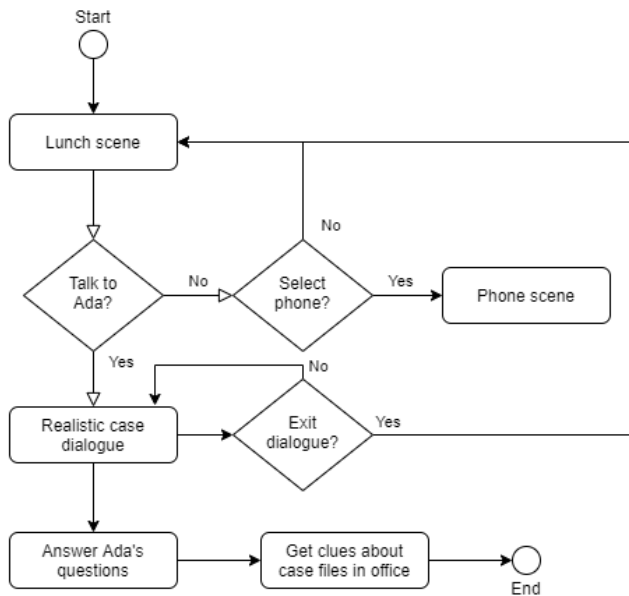 Start
Lunch scene
No
Talk to
Ada?
No
Select
phone?
Yes
Phone scene
Yes
No
Realistic case
dialogue
Exit
dialogue?
Yes
Answer Ada's
questions
Get clues about
case files in office
End